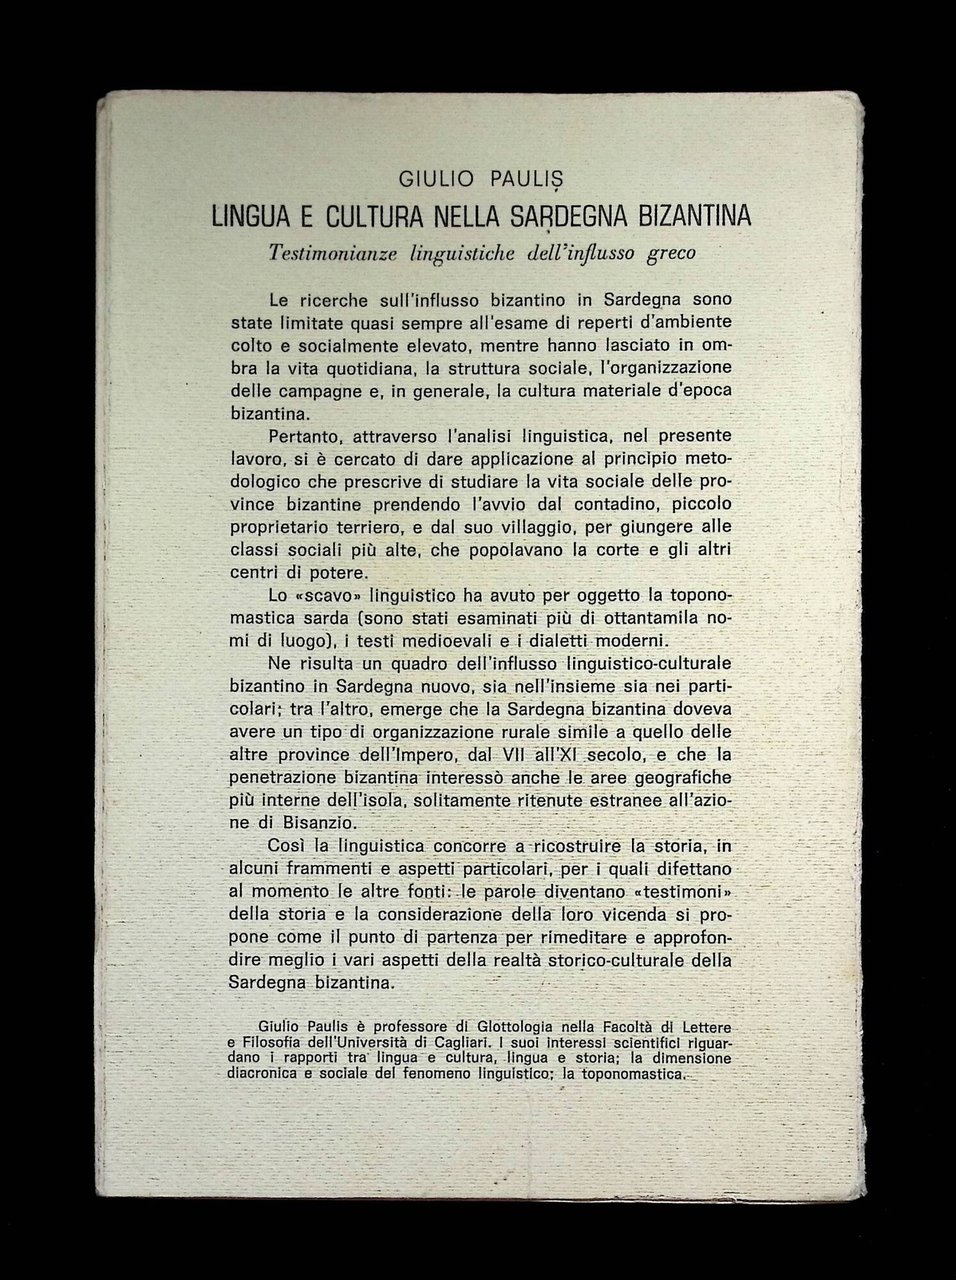 GIULIO PAULIS
LINGUA E CULTURA NELLA SARDEGNA BIZANTINA
Testimonianze linguistiche dell'influsso greco
Le ricerche sull'influsso bizantino in Sardegna sono
state limitate quasi sempre all'esame di reperti d'ambiente
colto e socialmente elevato, mentre hanno lasciato in om-
bra la vita quotidiana, la struttura sociale, l'organizzazione
delle campagne e, in generale, la cultura materiale d'epoca
bizantina.
Pertanto, attraverso l'analisi linguistica, nel presente
lavoro, si è cercato di dare applicazione al principio meto-
dologico che prescrive di studiare la vita sociale delle pro-
vince bizantine prendendo l'avvio dal contadino, piccolo
proprietario terriero, e dal suo villaggio, per giungere alle
classi sociali più alte, che popolavano la corte e gli altri
centri di potere.
Lo «scavo» linguistico ha avuto per oggetto la topono-
mastica sarda (sono stati esaminati più di ottantamila no-
mi di luogo), i testi medioevali e i dialetti moderni.
Ne risulta un quadro dell'influsso linguistico-culturale
bizantino in Sardegna nuovo, sia nell'insieme sia nei parti-
colari; tra l'altro, emerge che la Sardegna bizantina doveva
avere un tipo di organizzazione rurale simile a quello delle
altre province dell'Impero, dal VII all'XI secolo, e che la
penetrazione bizantina interessò anche le aree geografiche
più interne dell'isola, solitamente ritenute estranee all'azio-
ne di Bisanzio.
Così la linguistica concorre a ricostruire la storia, in
alcuni frammenti e aspetti particolari, per i quali difettano
al momento le altre fonti: le parole diventano «testimoni»
della storia e la considerazione della loro vicenda si pro-
pone come il punto di partenza per rimeditare e approfon-
dire meglio i vari aspetti della realtà storico-culturale della
Sardegna bizantina.
Giulio Paulis è professore di Glottologia nella Facoltà di Lettere
e Filosofia dell'Università di Cagliari. I suoi interessi scientifici riguar-
dano i rapporti tra lingua e cultura, lingua e storia; la dimensione
diacronica e sociale del fenomeno linguistico; la toponomastica.